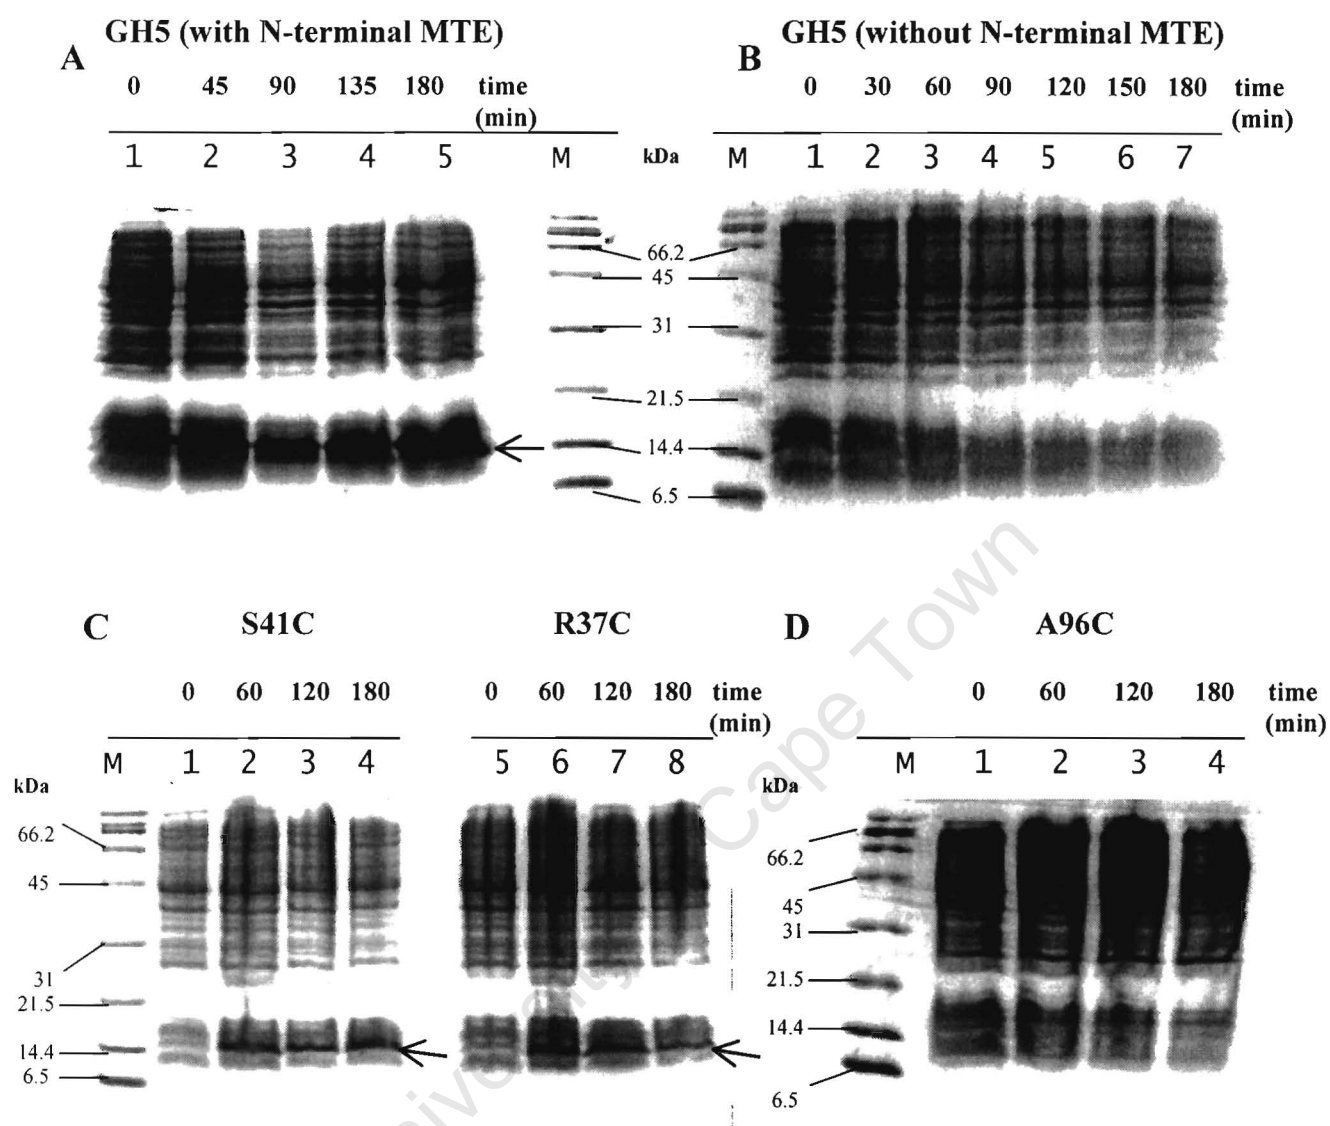 A GH5 (with N-terminal MTE)
0 45 90 135 180 time
(min)
1 2 3 4 5 M
B GH5 (without N-terminal MTE)
0 30 60 90 120 150 180 time
(min)
kDa M 1 2 3 4 5 6 7
66.2
45
31
21.5
14.4
6.5
C S41C R37C
0 60 120 180 0 60 120 180 time
(min)
M 1 2 3 4 5 6 7 8
kDa
66.2
45
31
21.5
14.4
6.5
D A96C
0 60 120 180 time
(min)
M 1 2 3 4
kDa
66.2
45
31
21.5
14.4
6.5
Cape Town